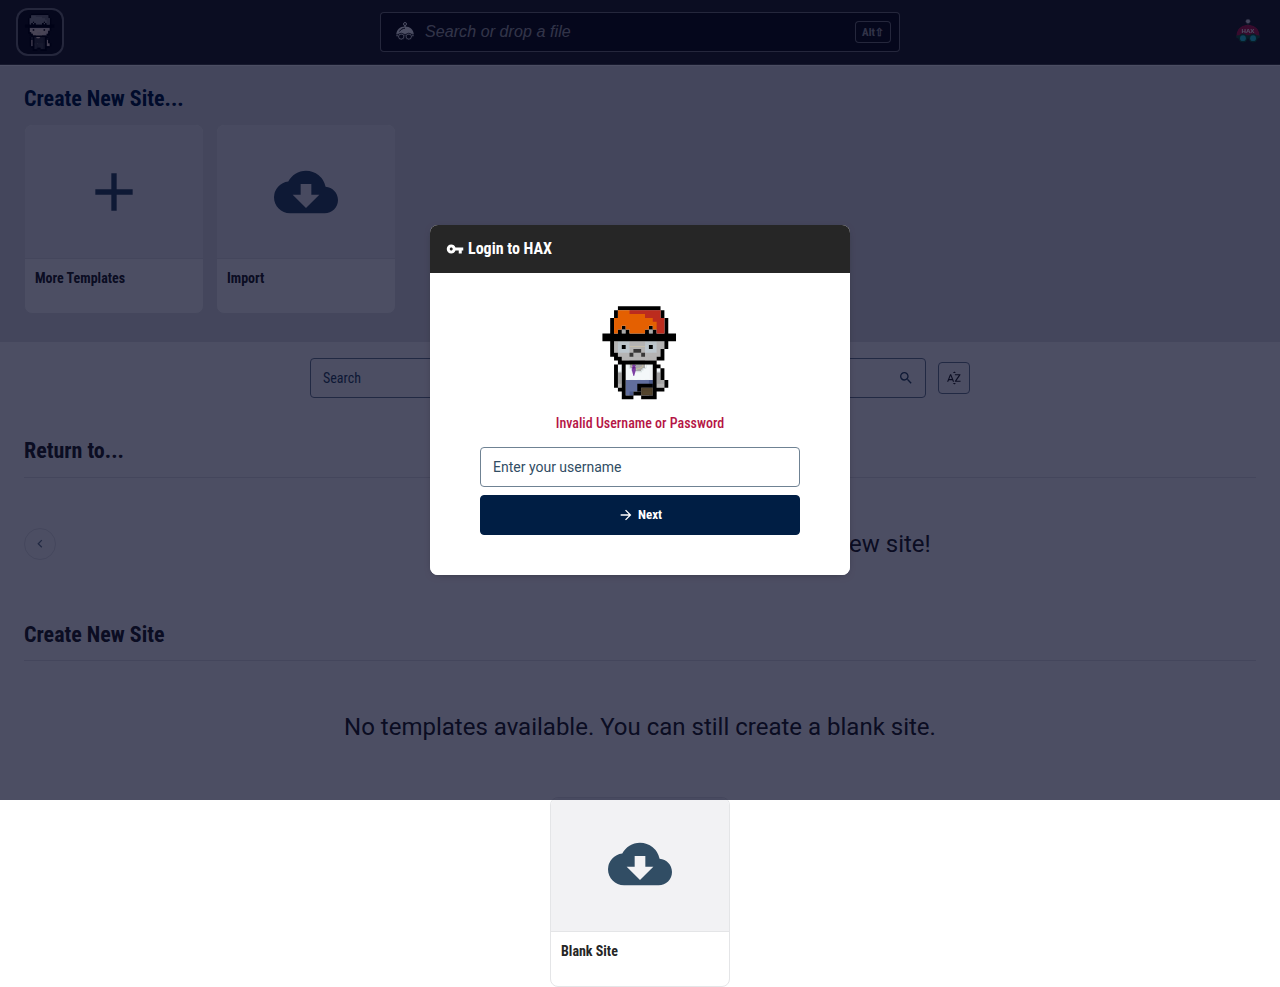 Search or drop a file
Alt⇧
HAX
Create New Site...
More Templates
Import
Login to HAX
Invalid Username or Password
Enter your username
Next
Search
AZ
Return to...
ew site!
Create New Site
No templates available. You can still create a blank site.
Blank Site